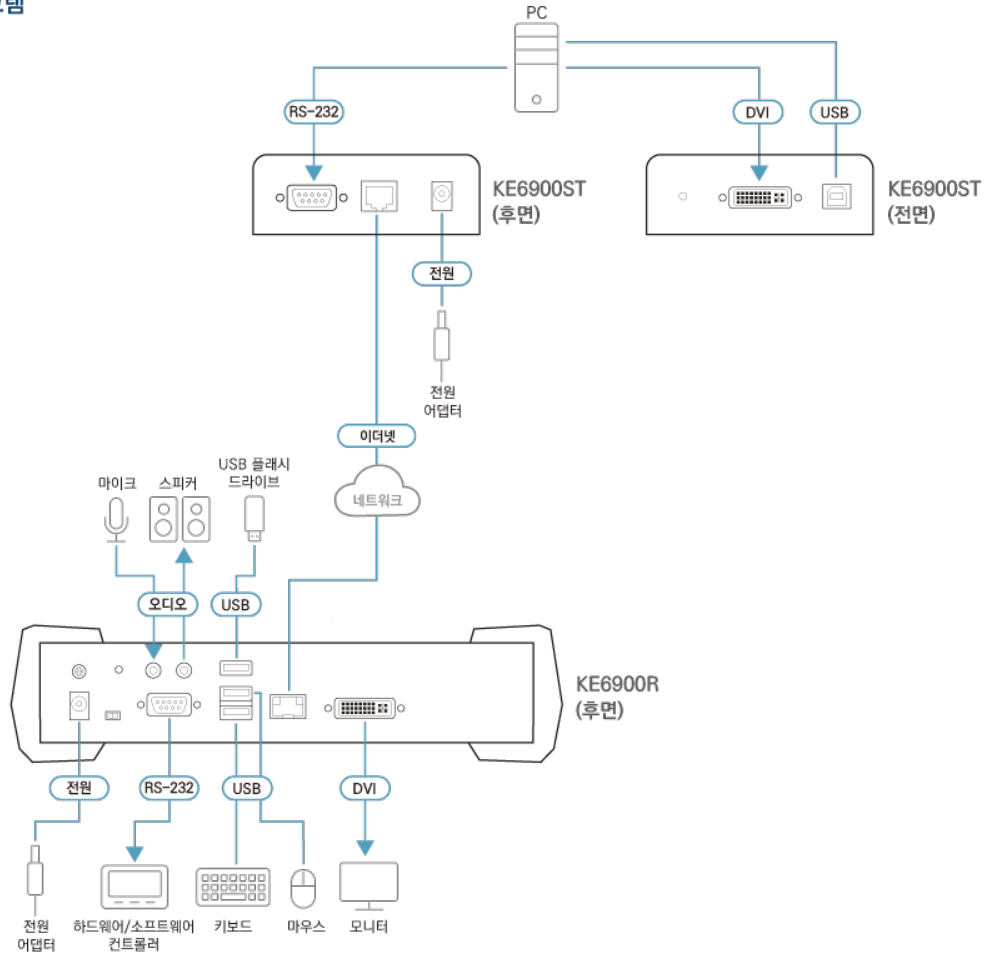 PC
RS-232
DVI
USB
KE6900ST
(후면)
KE6900ST
(전면)
전원
전원
어댑터
이더넷
네트워크
마이크
스피커
USB 플래시
드라이브
오디오
USB
KE6900R
(후면)
전원
RS-232
USB
DVI
전원
어댑터
하드웨어/소프트웨어
컨트롤러
키보드
마우스
모니터